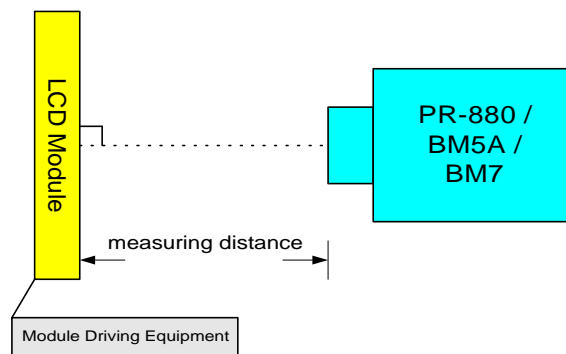 LCD Module
PR-880 /
BM5A /
BM7
measuring distance
Module Driving Equipment